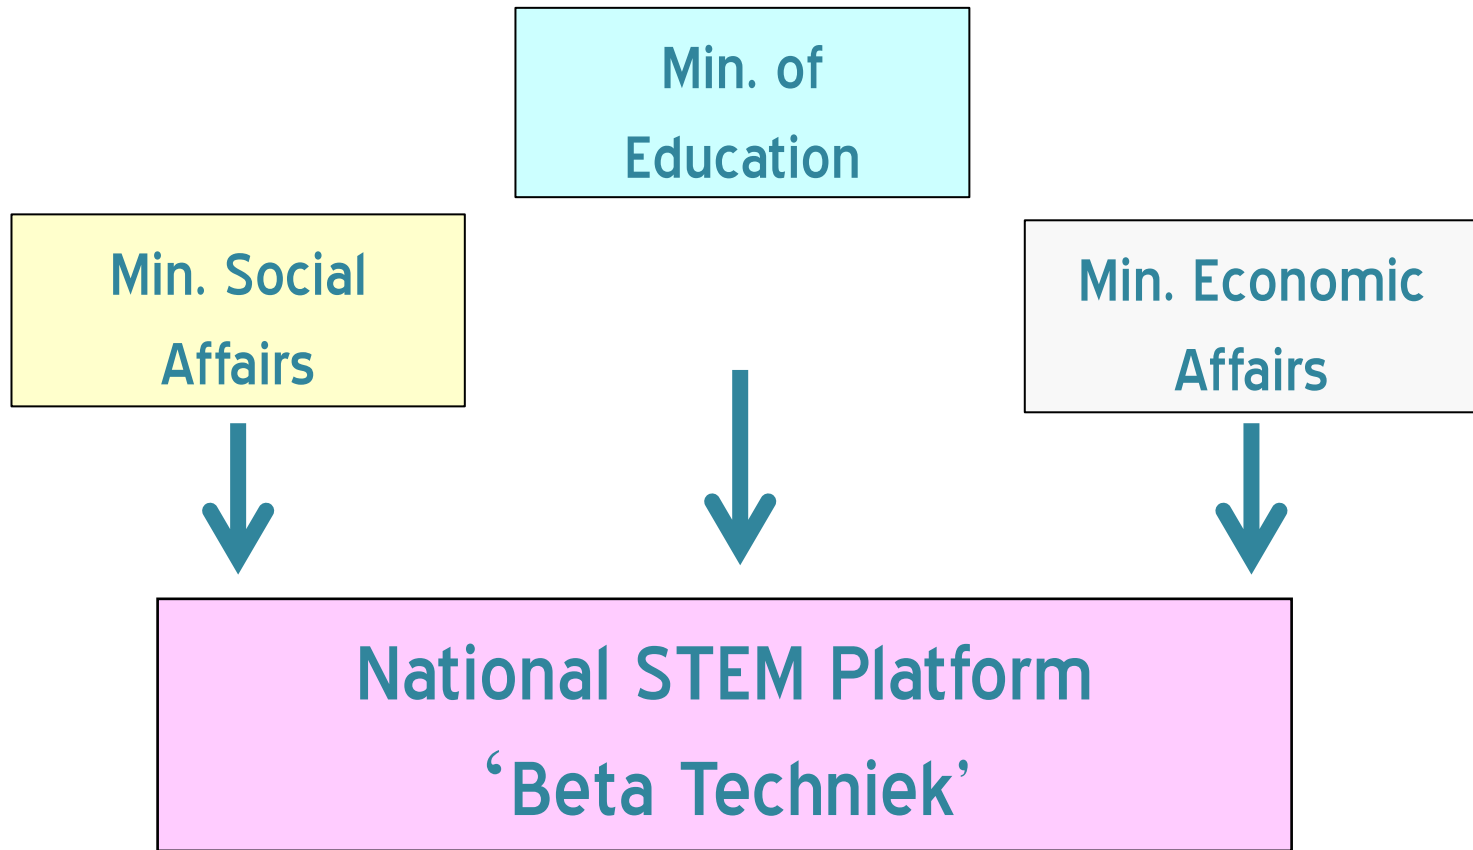 Min. of
Education
Min. Social
Affairs
Min. Economic
Affairs
National STEM Platform
‘Beta Techniek’